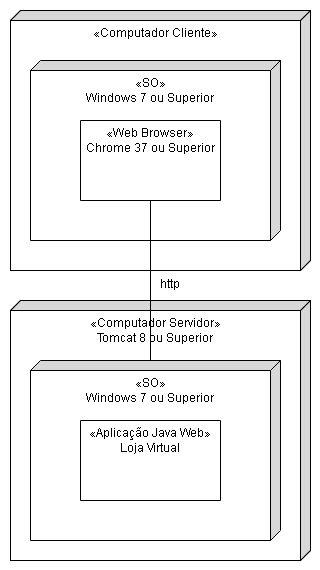 «Computador Cliente»
«SO»
Windows 7 ou Superior
«Web Browser»
Chrome 37 ou Superior
http
«Computador Servidor»
Tomcat 8 ou Superior
«SO»
Windows 7 ou Superior
«Aplicação Java Web»
Loja Virtual